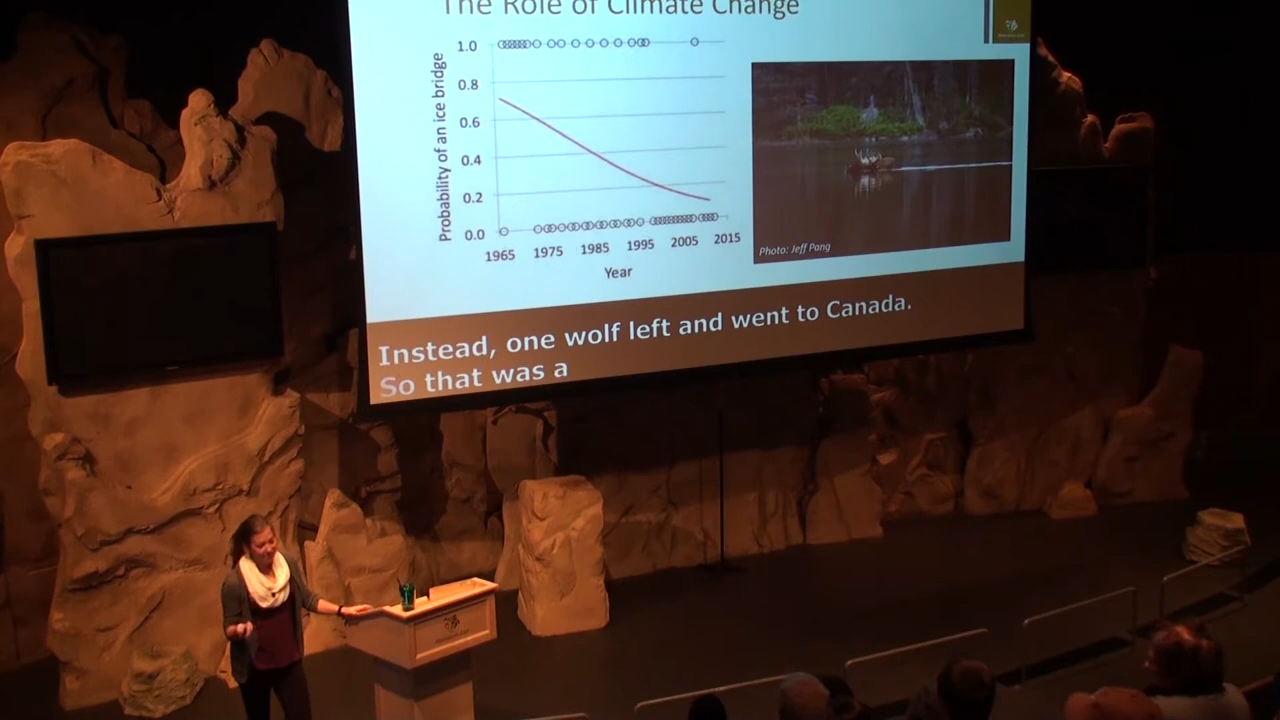 The Role of Climate Change
Probability of an ice bridge
1.0
0.8
0.6
0.4
0.2
0.0
1965 1975 1985 1995 2005 2015
Year
Photo: Jeff Pang
Instead, one wolf left and went to Canada.
So that was a